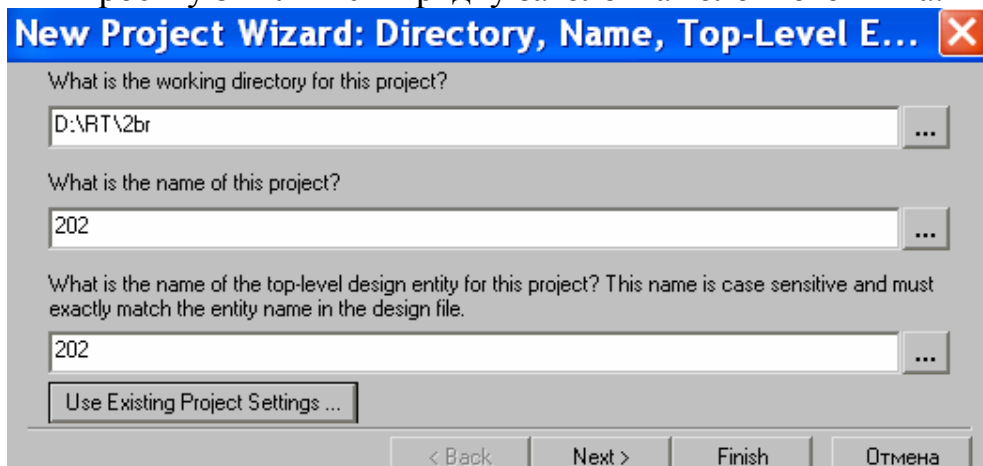 New Project Wizard: Directory, Name, Top-Level E...
What is the working directory for this project?
D:\RT\2br
...
What is the name of this project?
202
...
What is the name of the top-level design entity for this project? This name is case sensitive and must
exactly match the entity name in the design file.
202
...
Use Existing Project Settings ...
< Back Next > Finish Отмена